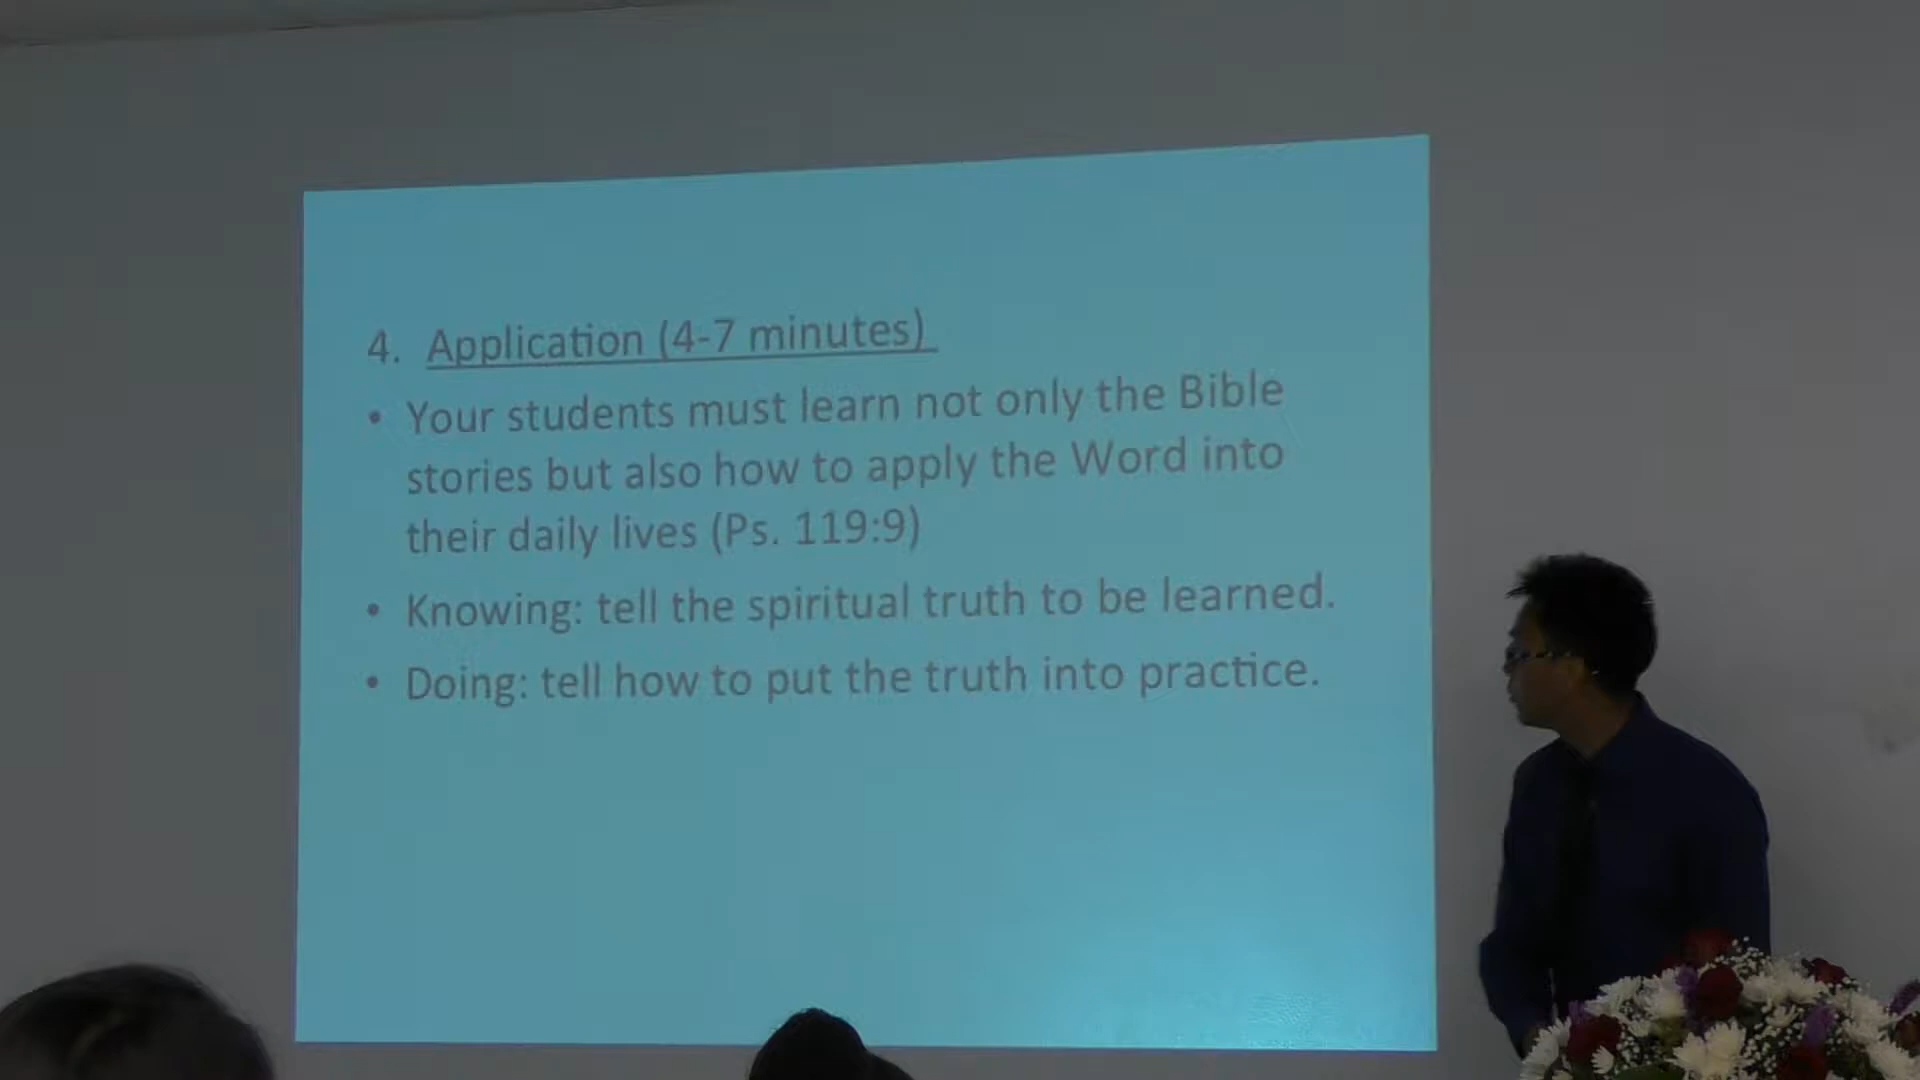 4. Application (4-7 minutes)
• Your students must learn not only the Bible
stories but also how to apply the Word into
their daily lives (Ps. 119:9)
• Knowing: tell the spiritual truth to be learned.
• Doing: tell how to put the truth into practice.